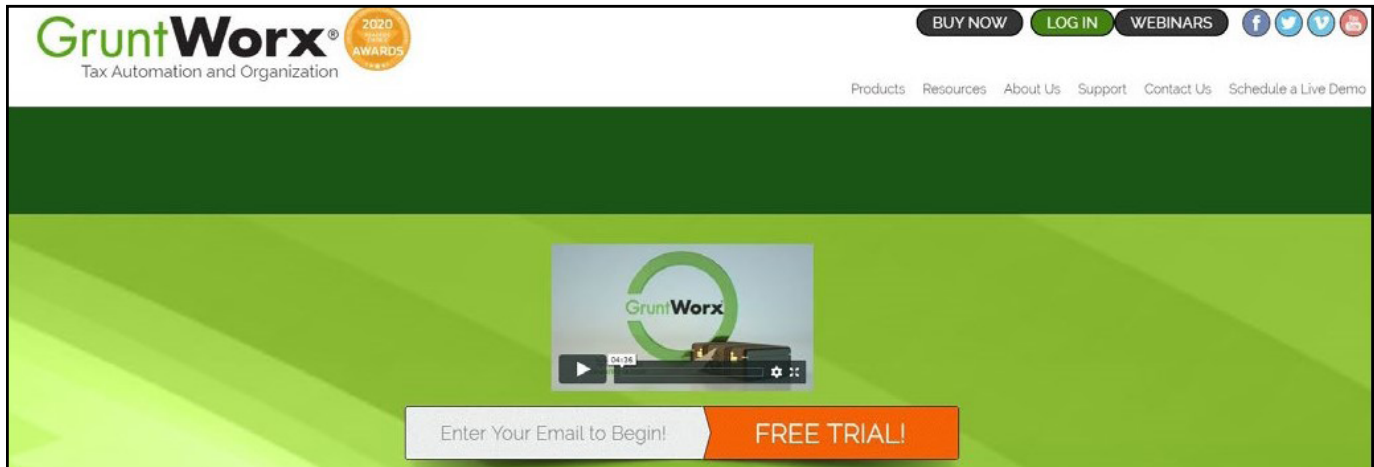 GruntWorx®
Tax Automation and Organization
2020
AWARDS
BUY NOW
LOG IN
WEBINARS
Products Resources About Us Support Contact Us Schedule a Live Demo
GruntWorx
04:36
Enter Your Email to Begin!
FREE TRIAL!